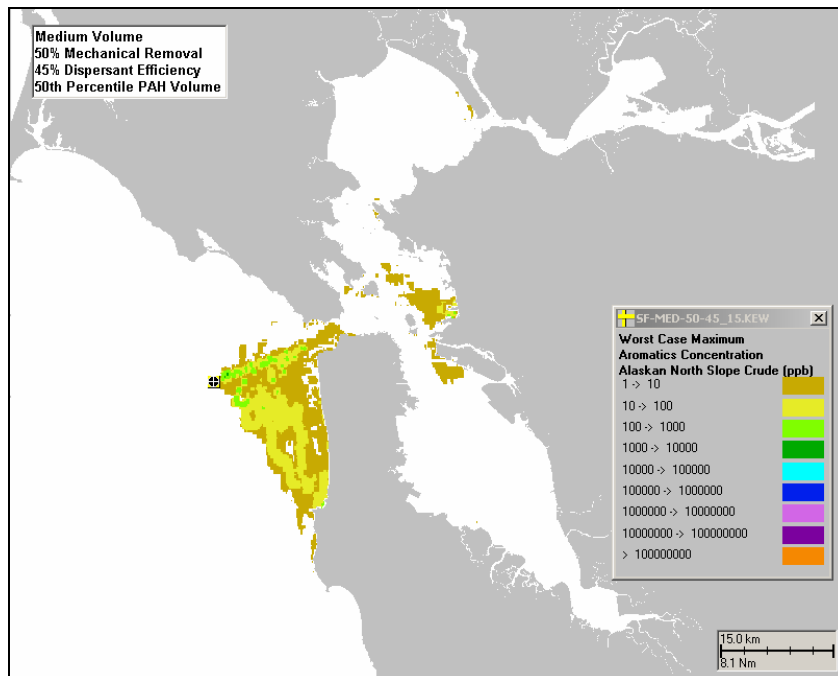 Medium Volume
50% Mechanical Removal
45% Dispersant Efficiency
50th Percentile PAH Volume
SF-MED-50-45_15.KEW
Worst Case Maximum
Aromatics Concentration
Alaskan North Slope Crude (ppb)
1 -> 10
10 -> 100
100 -> 1000
1000 -> 10000
10000 -> 100000
100000 -> 1000000
1000000 -> 10000000
10000000 -> 100000000
> 100000000
15.0 km
8.1 Nm